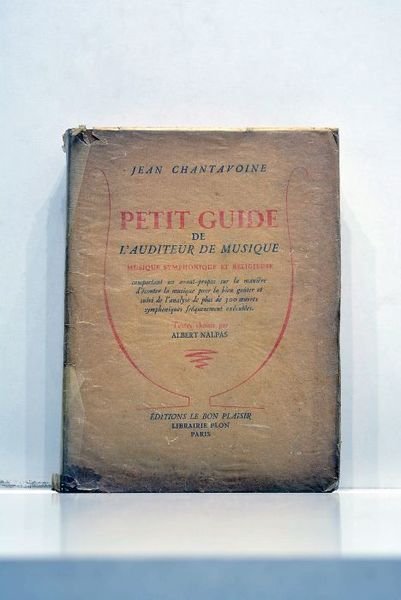 JEAN CHANTAVOINE
PETIT GUIDE
DE
L'AUDITEUR DE MUSIQUE
MUSIQUE SYMPHONIQUE ET RELIGIEUSE
comportant un avant-propos sur la manière
d'écouter la musique pour la bien goûter et
suivi de l'analyse de plus de 300 œuvres
symphoniques fréquemment exécutées.
Textes choisis par
ALBERT NALPAS
ÉDITIONS LE BON PLAISIR
LIBRAIRIE PLON
PARIS